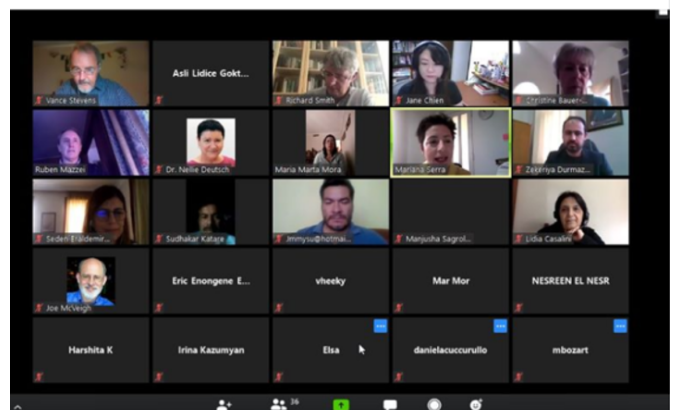 Vance Stevens
Asli Lidice Gokt...
Richard Smith
Jane Chien
Christine Bauer-...
Ruben Mazzei
Dr. Nellie Deutsch
Maria Marta Mora
Mariana Serra
Zekeriya Durmaz...
Sudhakar Katare
Manjusha Sagrol...
Lidia Casalini
Joe McVeigh
Eric Enongene E...
vheeky
Mar Mor
NESREEN EL NESR
Harshita K
Irina Kazumyan
Elsa
danielacuccurullo
mbozart
36